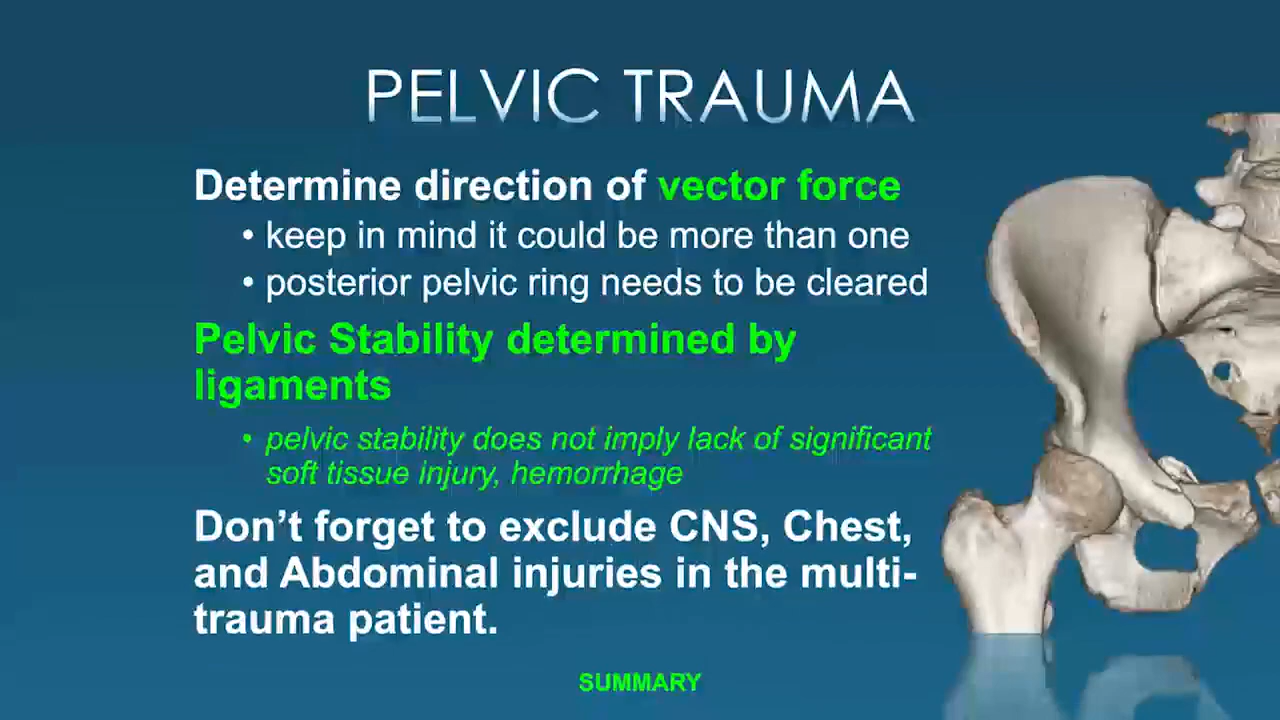 PELVIC TRAUMA
Determine direction of vector force
• keep in mind it could be more than one
• posterior pelvic ring needs to be cleared
Pelvic Stability determined by
ligaments
• pelvic stability does not imply lack of significant
soft tissue injury, hemorrhage
Don’t forget to exclude CNS, Chest,
and Abdominal injuries in the multi-
trauma patient.
SUMMARY